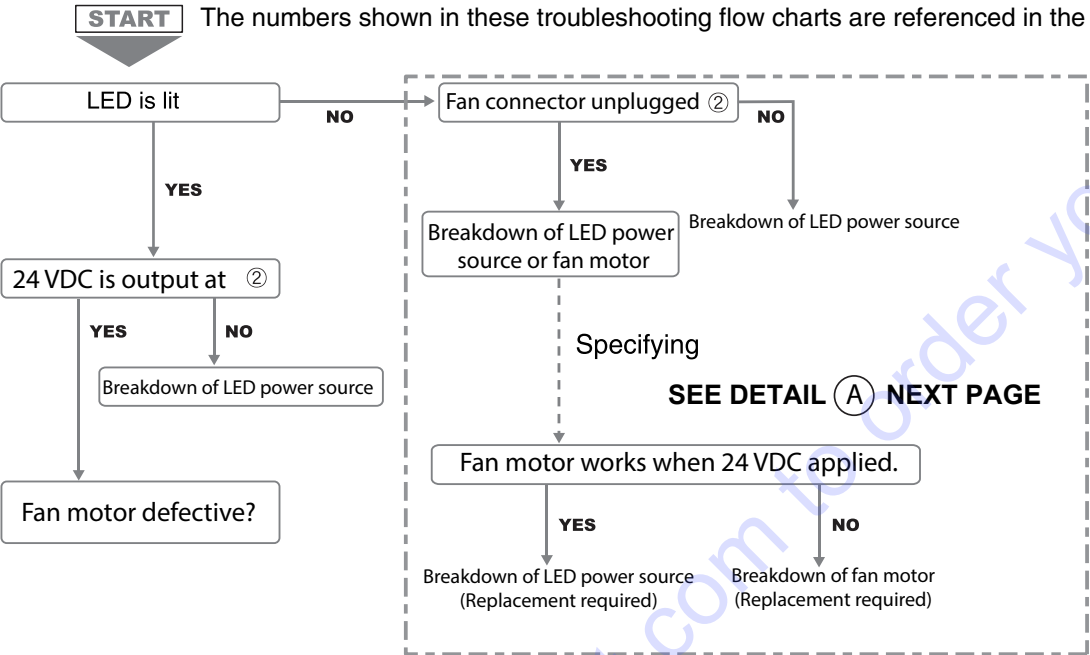 START
The numbers shown in these troubleshooting flow charts are referenced in the
LED is lit
NO
Fan connector unplugged ②
NO
YES
YES
Breakdown of LED power
source or fan motor
Breakdown of LED power source
24 VDC is output at ②
YES
NO
Breakdown of LED power source
Specifying
SEE DETAIL Ⓐ NEXT PAGE
Fan motor works when 24 VDC applied.
Fan motor defective?
YES
NO
Breakdown of LED power source
(Replacement required)
Breakdown of fan motor
(Replacement required)
com to order yo